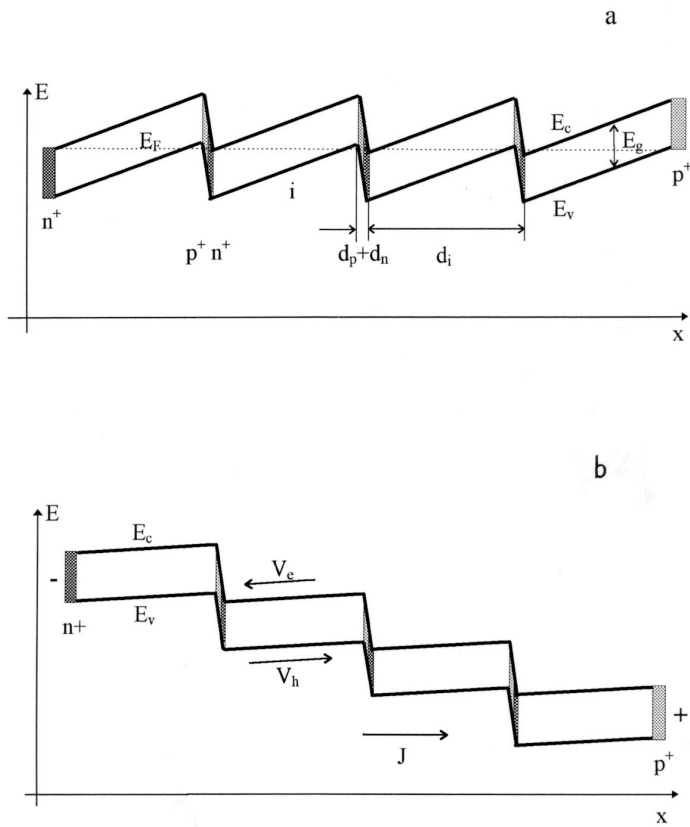 a
E
E_c
E_F
E_g
n⁺
i
E_v
p⁺
p⁺ n⁺
d_p+d_n
d_i
x
b
E
E_c
-
V_e
n+
E_v
V_h
J
+
p⁺
x